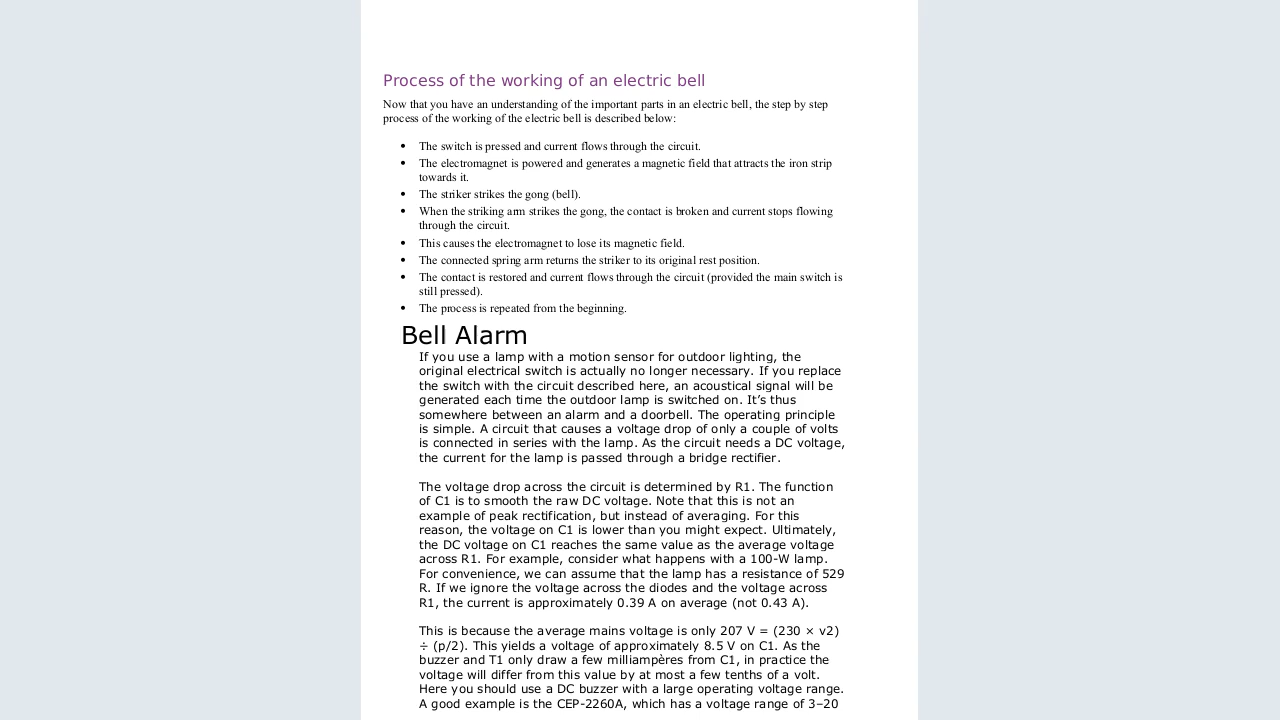 Process of the working of an electric bell
Now that you have an understanding of the important parts in an electric bell, the step by step
process of the working of the electric bell is described below:
• The switch is pressed and current flows through the circuit.
• The electromagnet is powered and generates a magnetic field that attracts the iron strip
towards it.
• The striker strikes the gong (bell).
• When the striking arm strikes the gong, the contact is broken and current stops flowing
through the circuit.
• This causes the electromagnet to lose its magnetic field.
• The connected spring arm returns the striker to its original rest position.
• The contact is restored and current flows through the circuit (provided the main switch is
still pressed).
• The process is repeated from the beginning.
Bell Alarm
If you use a lamp with a motion sensor for outdoor lighting, the
original electrical switch is actually no longer necessary. If you replace
the switch with the circuit described here, an acoustical signal will be
generated each time the outdoor lamp is switched on. It’s thus
somewhere between an alarm and a doorbell. The operating principle
is simple. A circuit that causes a voltage drop of only a couple of volts
is connected in series with the lamp. As the circuit needs a DC voltage,
the current for the lamp is passed through a bridge rectifier.
The voltage drop across the circuit is determined by R1. The function
of C1 is to smooth the raw DC voltage. Note that this is not an
example of peak rectification, but instead of averaging. For this
reason, the voltage on C1 is lower than you might expect. Ultimately,
the DC voltage on C1 reaches the same value as the average voltage
across R1. For example, consider what happens with a 100-W lamp.
For convenience, we can assume that the lamp has a resistance of 529
R. If we ignore the voltage across the diodes and the voltage across
R1, the current is approximately 0.39 A on average (not 0.43 A).
This is because the average mains voltage is only 207 V = (230 × v2)
÷ (p/2). This yields a voltage of approximately 8.5 V on C1. As the
buzzer and T1 only draw a few milliampères from C1, in practice the
voltage will differ from this value by at most a few tenths of a volt.
Here you should use a DC buzzer with a large operating voltage range.
A good example is the CEP-2260A, which has a voltage range of 3–20